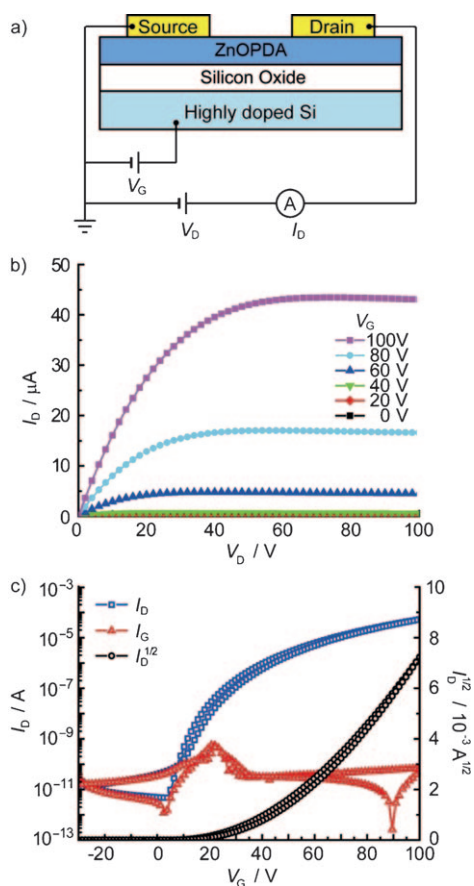 a)
Source Drain
ZnOPDA
Silicon Oxide
Highly doped Si
V_G
A
V_D I_D
b)
50
40
30
20
10
0
I_D / μA
V_G
100V
80 V
60 V
40 V
20 V
0 V
0 20 40 60 80 100
V_D / V
c)
10⁻³
10⁻⁵
10⁻⁷
10⁻⁹
10⁻¹¹
10⁻¹³
I_D / A
I_D
I_G
I_D^1/2
10
8
6
4
2
0
I_D^1/2 / 10⁻³ A^1/2
0 20 40 60 80 100
V_G / V